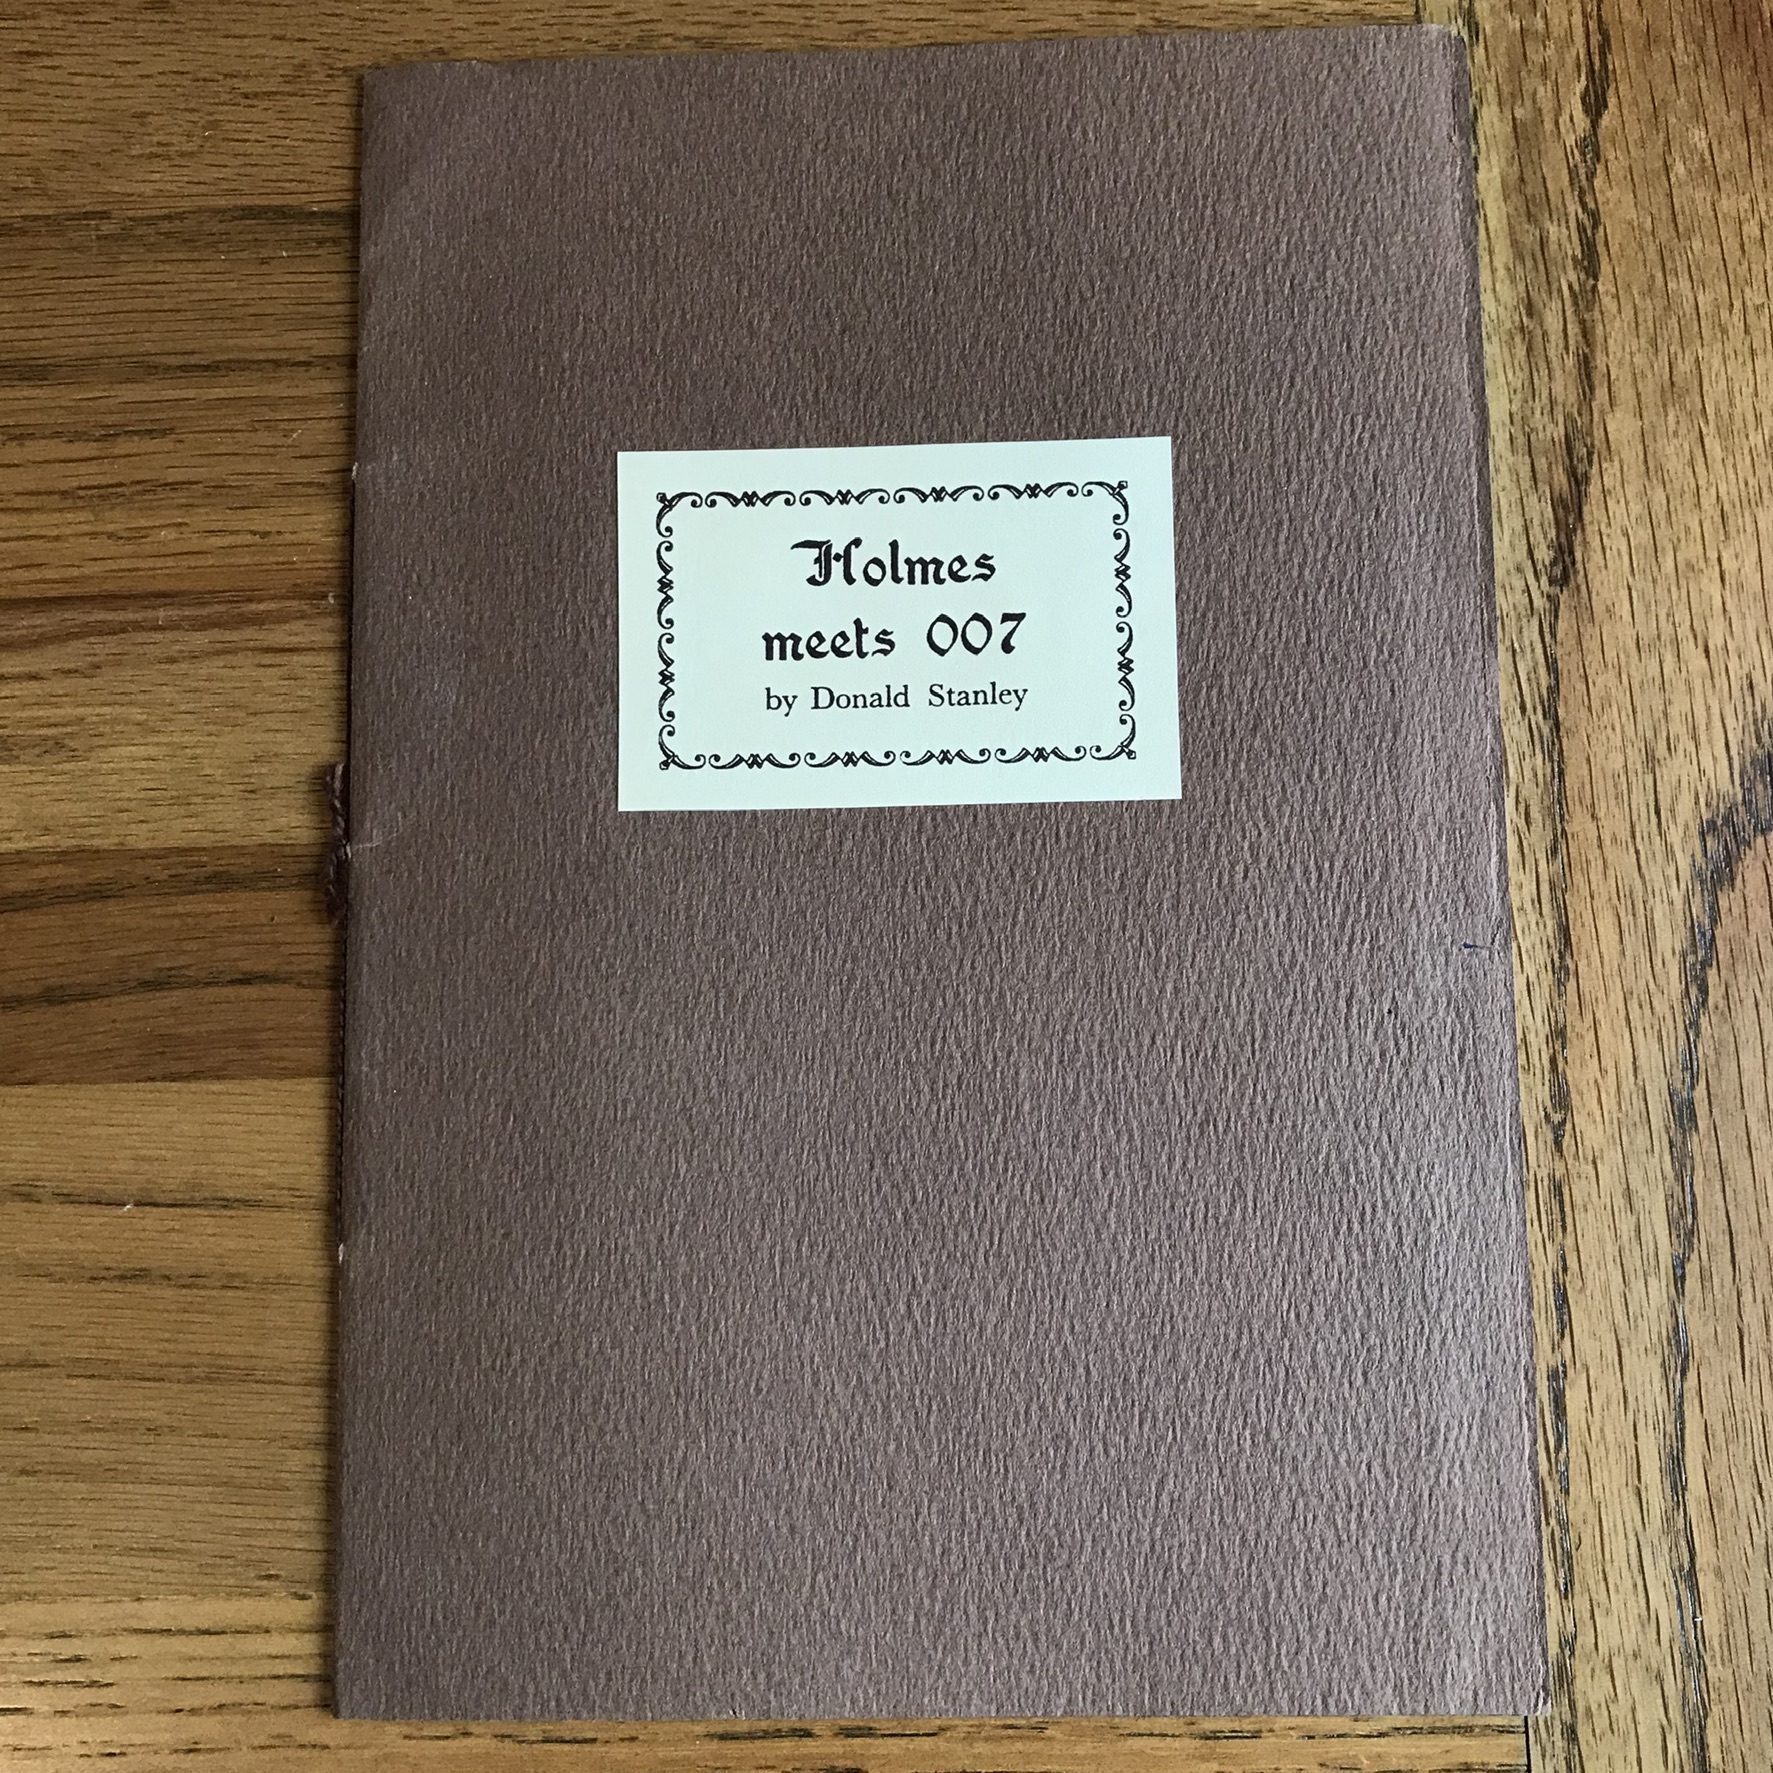 Holmes
meets 007
by Donald Stanley